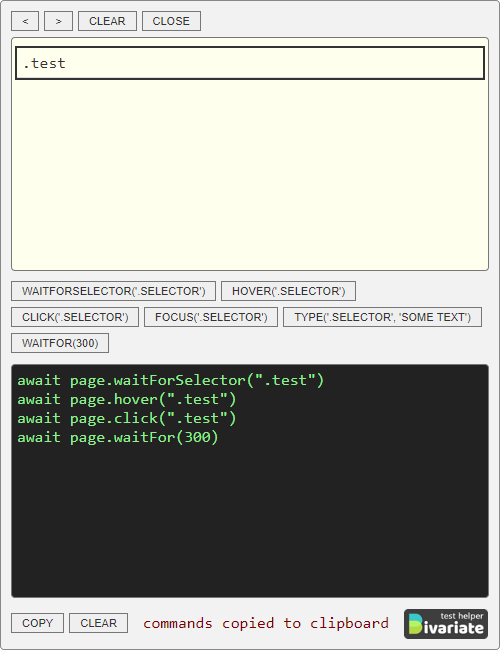 < > CLEAR CLOSE
.test
WAITFORSELECTOR('.SELECTOR') HOVER('.SELECTOR')
CLICK('.SELECTOR') FOCUS('.SELECTOR') TYPE('.SELECTOR', 'SOME TEXT')
WAITFOR(300)
await page.waitForSelector(".test")
await page.hover(".test")
await page.click(".test")
await page.waitFor(300)
COPY CLEAR commands copied to clipboard
test helper
Bivariate